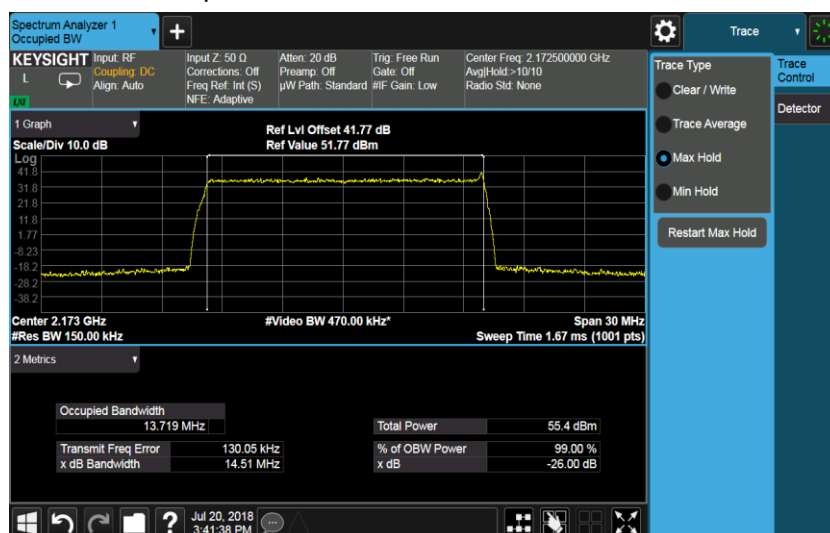 Spectrum Analyzer 1
Occupied BW
+
Trace
KEYSIGHT
L
LXI
Input: RF
Coupling: DC
Align: Auto
Input Z: 50 Ω
Corrections: Off
Freq Ref: Int (S)
NFE: Adaptive
Atten: 20 dB
Preamp: Off
µW Path: Standard
Trig: Free Run
Gate: Off
#IF Gain: Low
Center Freq: 2.172500000 GHz
Avg|Hold:>10/10
Radio Std: None
Trace Type
Clear / Write
Trace Average
Max Hold
Min Hold
Restart Max Hold
Trace
Control
Detector
1 Graph
Scale/Div 10.0 dB
Ref Lvl Offset 41.77 dB
Ref Value 51.77 dBm
Log
41.8
31.8
21.8
11.8
1.77
-8.23
-18.2
-28.2
-38.2
Center 2.173 GHz
#Video BW 470.00 kHz*
Span 30 MHz
#Res BW 150.00 kHz
Sweep Time 1.67 ms (1001 pts)
2 Metrics
Occupied Bandwidth
13.719 MHz
Total Power 55.4 dBm
Transmit Freq Error 130.05 kHz
% of OBW Power 99.00 %
x dB Bandwidth 14.51 MHz
x dB -26.00 dB
?
Jul 20, 2018
3:41:38 PM